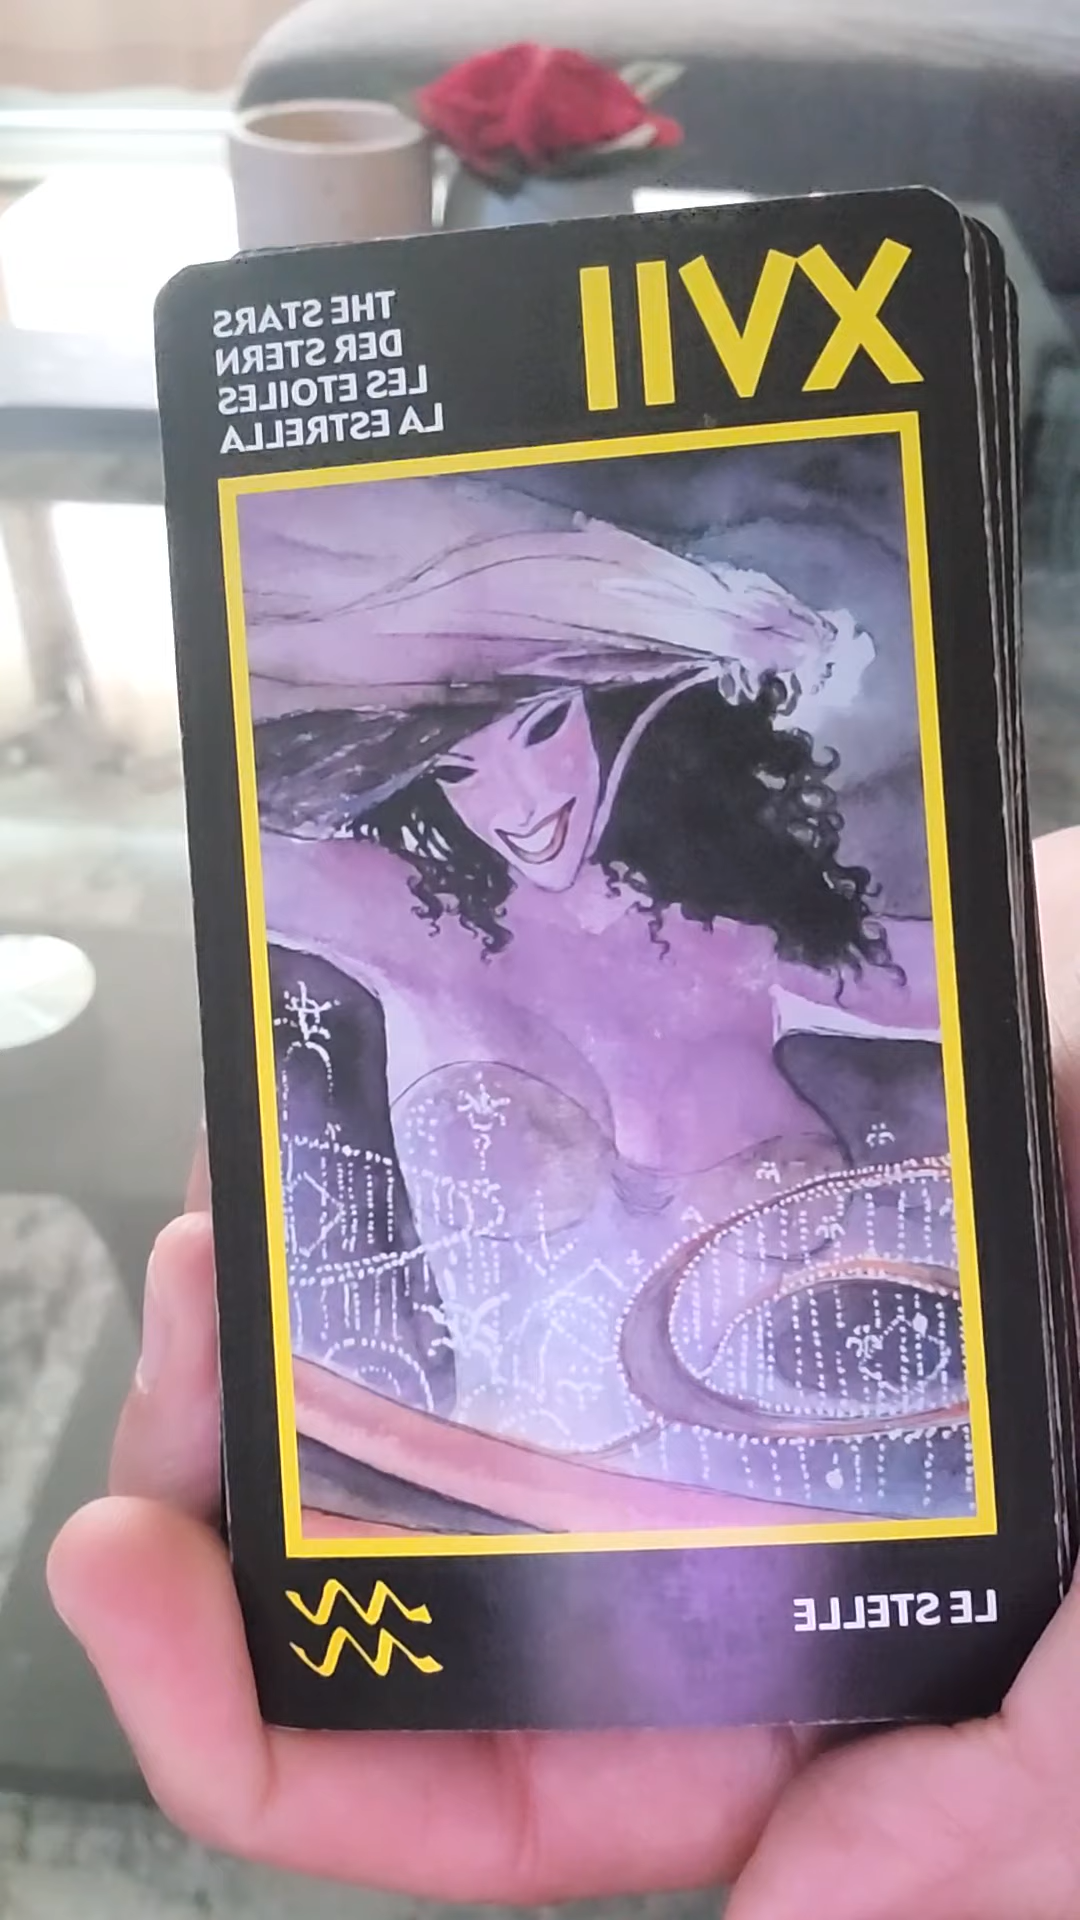 XVII
THE STARS
DER STERN
LES ETOILES
LA ESTRELLA
LE STELLE